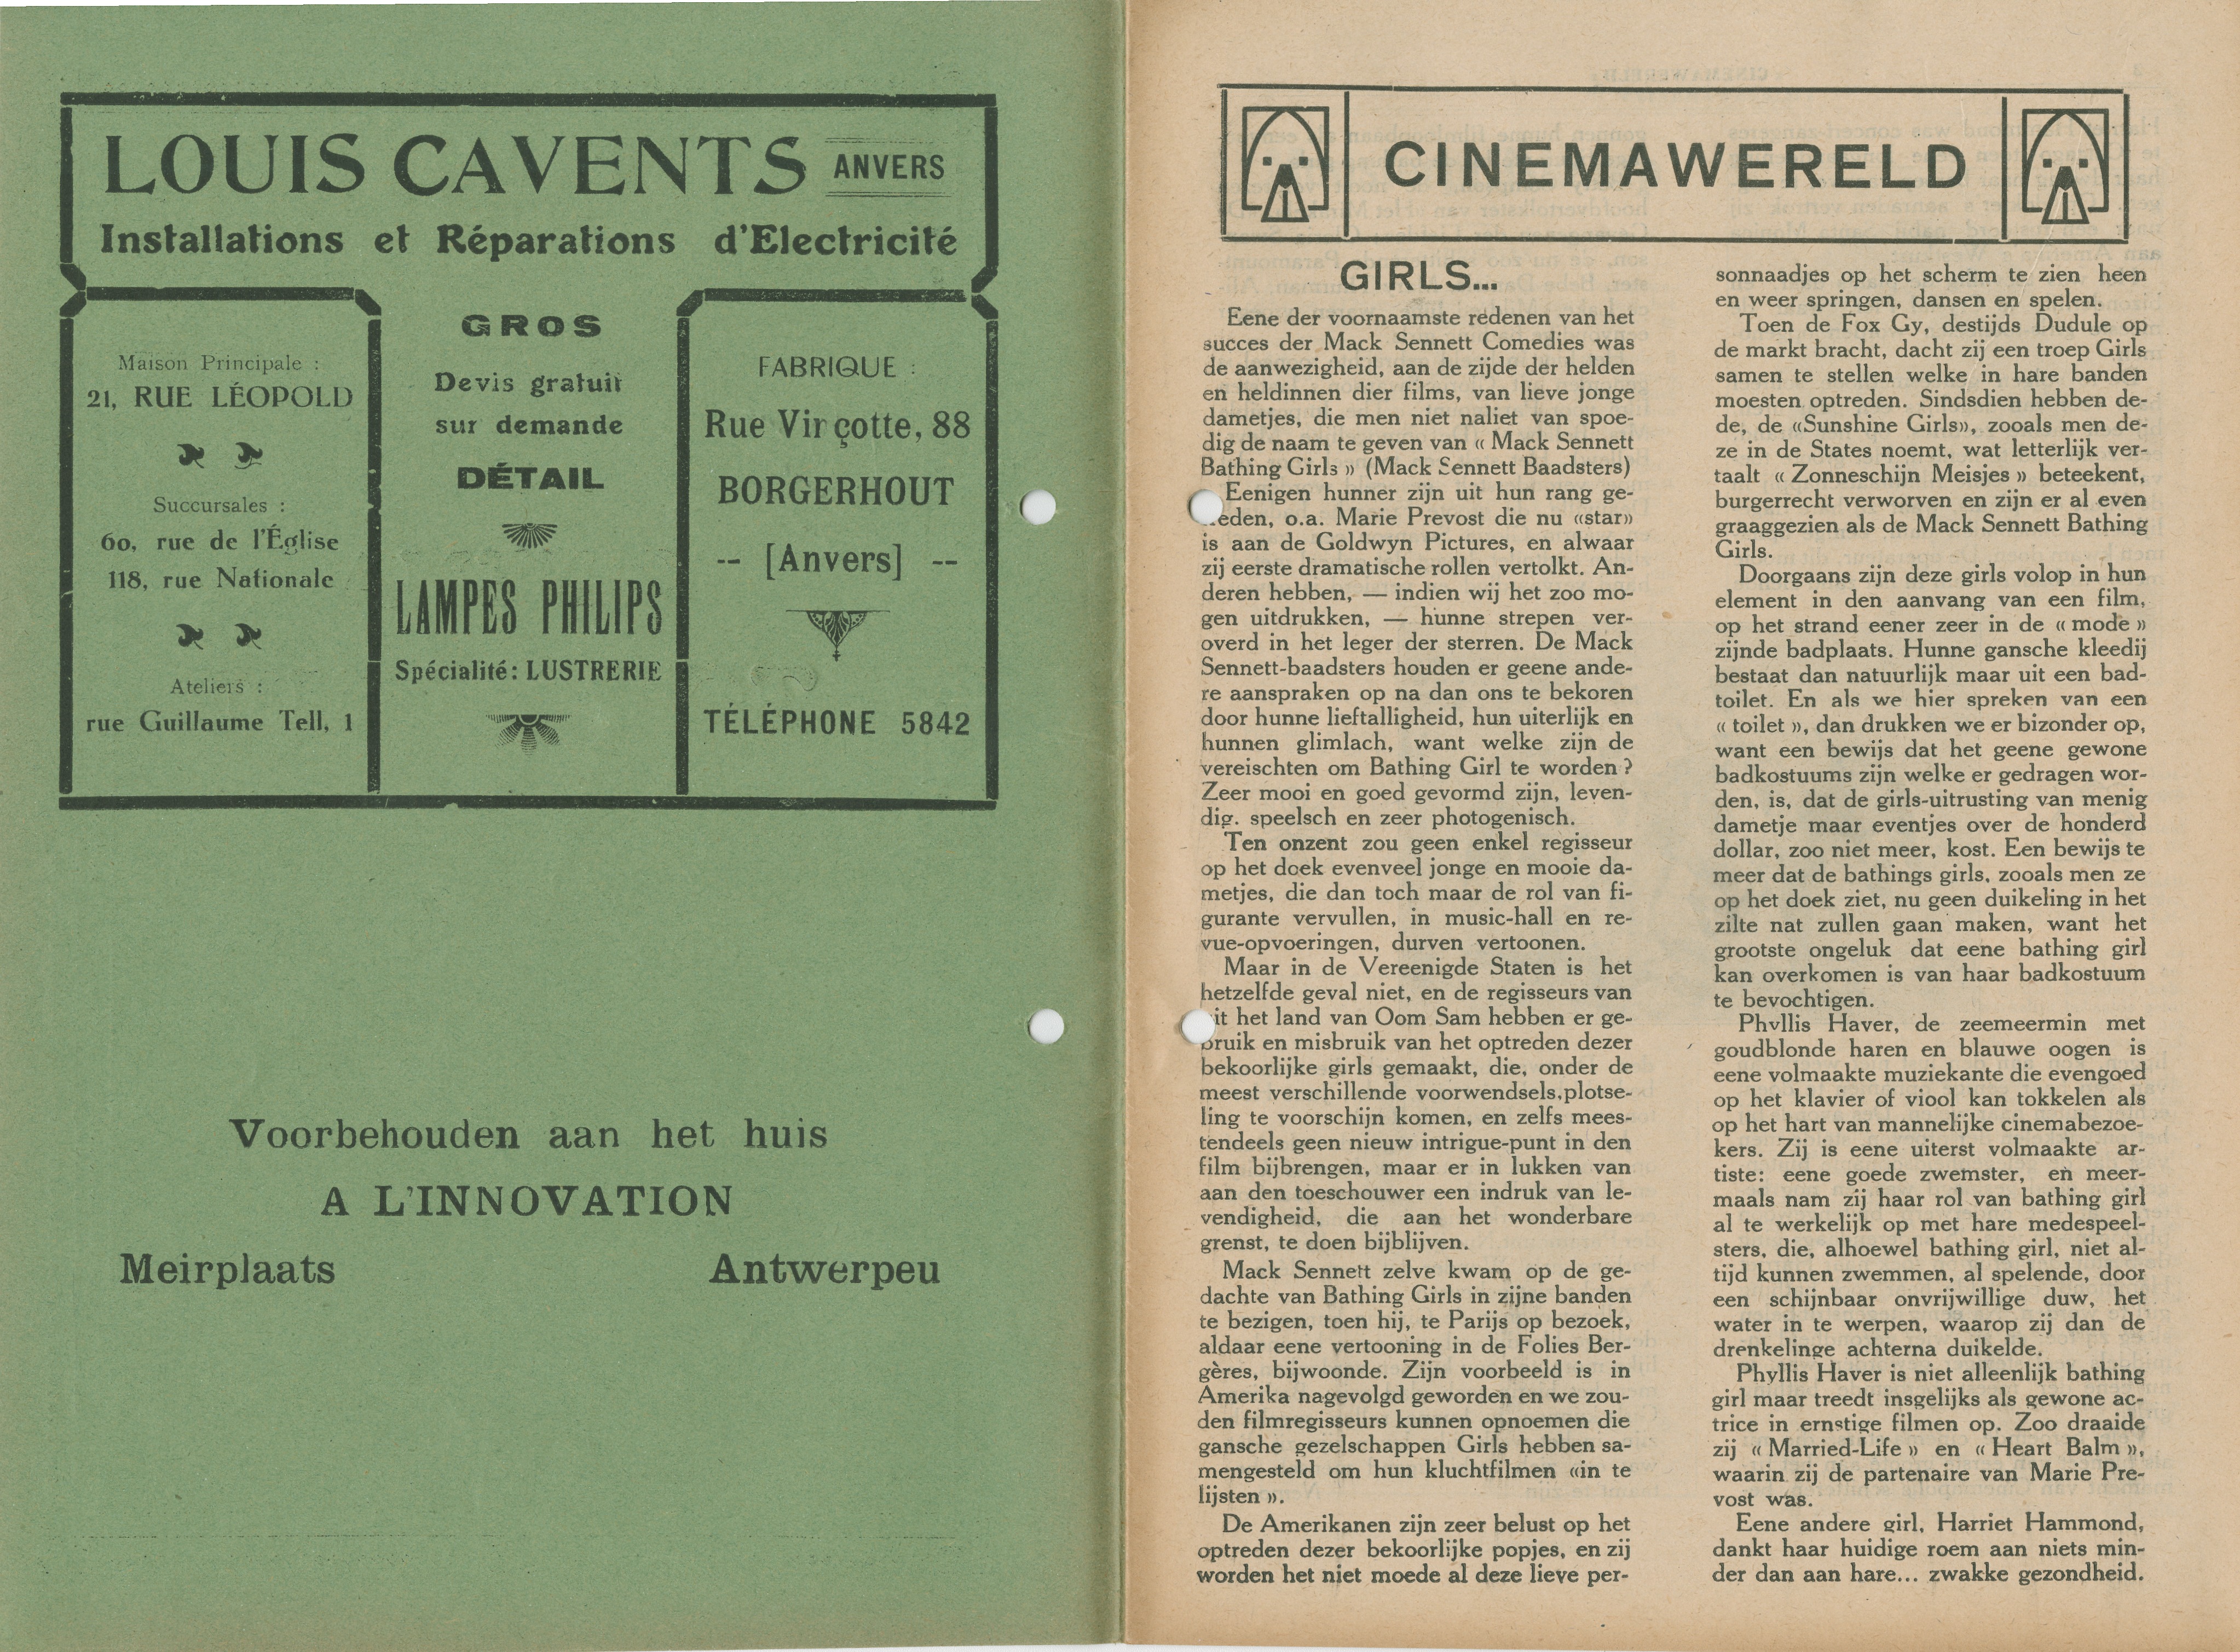 LOUIS CAVENTS ANVERS
Installations et Réparations d'Electricité
Maison Principale :
21, RUE LÉOPOLD
Succursales :
60, rue de l'Église
118, rue Nationale
Ateliers :
rue Guillaume Tell, 1
GROS
Devis gratuit
sur demande
DÉTAIL
LAMPES PHILIPS
Spécialité: LUSTRERIE
FABRIQUE :
Rue Vir çotte, 88
BORGERHOUT
-- [Anvers] --
TÉLÉPHONE 5842
Voorbehouden aan het huis
A L'INNOVATION
Meirplaats Antwerpeu
CINEMAWERELD
GIRLS...
Eene der voornaamste redenen van het
succes der Mack Sennett Comedies was
de aanwezigheid, aan de zijde der helden
en heldinnen dier films, van lieve jonge
dametjes, die men niet naliet van spoe-
dig de naam te geven van « Mack Sennett
Bathing Girls » (Mack Sennett Baadsters)
Eenigen hunner zijn uit hun rang ge-
eden, o.a. Marie Prevost die nu «star»
is aan de Goldwyn Pictures, en alwaar
zij eerste dramatische rollen vertolkt. An-
deren hebben, — indien wij het zoo mo-
gen uitdrukken, — hunne strepen ver-
overd in het leger der sterren. De Mack
Sennett-baadsters houden er geene ande-
re aanspraken op na dan ons te bekoren
door hunne lieftalligheid, hun uiterlijk en
hunnen glimlach, want welke zijn de
vereischten om Bathing Girl te worden ?
Zeer mooi en goed gevormd zijn, leven-
dig. speelsch en zeer photogenisch.
Ten onzent zou geen enkel regisseur
op het doek evenveel jonge en mooie da-
metjes, die dan toch maar de rol van fi-
gurante vervullen, in music-hall en re-
vue-opvoeringen, durven vertoonen.
Maar in de Vereenigde Staten is het
hetzelfde geval niet, en de regisseurs van
it het land van Oom Sam hebben er ge-
bruik en misbruik van het optreden dezer
bekoorlijke girls gemaakt, die, onder de
meest verschillende voorwendsels,plotse-
ling te voorschijn komen, en zelfs mees-
tendeels geen nieuw intrigue-punt in den
film bijbrengen, maar er in lukken van
aan den toeschouwer een indruk van le-
vendigheid, die aan het wonderbare
grenst, te doen bijblijven.
Mack Sennett zelve kwam op de ge-
dachte van Bathing Girls in zijne banden
te bezigen, toen hij, te Parijs op bezoek,
aldaar eene vertooning in de Folies Ber-
gères, bijwoonde. Zijn voorbeeld is in
Amerika nagevolgd geworden en we zou-
den filmregisseurs kunnen opnoemen die
gansche gezelschappen Girls hebben sa-
mengesteld om hun kluchtfilmen «in te
lijsten ».
De Amerikanen zijn zeer belust op het
optreden dezer bekoorlijke popjes, en zij
worden het niet moede al deze lieve per-
sonnaadjes op het scherm te zien heen
en weer springen, dansen en spelen.
Toen de Fox Gy, destijds Dudule op
de markt bracht, dacht zij een troep Girls
samen te stellen welke in hare banden
moesten optreden. Sindsdien hebben de-
de, de «Sunshine Girls», zooals men de-
ze in de States noemt, wat letterlijk ver-
taalt « Zonneschijn Meisjes » beteekent,
burgerrecht verworven en zijn er al even
graaggezien als de Mack Sennett Bathing
Girls.
Doorgaans zijn deze girls volop in hun
element in den aanvang van een film,
op het strand eener zeer in de « mode »
zijnde badplaats. Hunne gansche kleedij
bestaat dan natuurlijk maar uit een bad-
toilet. En als we hier spreken van een
« toilet », dan drukken we er bizonder op,
want een bewijs dat het geene gewone
badkostuums zijn welke er gedragen wor-
den, is, dat de girls-uitrusting van menig
dametje maar eventjes over de honderd
dollar, zoo niet meer, kost. Een bewijs te
meer dat de bathings girls, zooals men ze
op het doek ziet, nu geen duikeling in het
zilte nat zullen gaan maken, want het
grootste ongeluk dat eene bathing girl
kan overkomen is van haar badkostuum
te bevochtigen.
Phyllis Haver, de zeemeermin met
goudblonde haren en blauwe oogen is
eene volmaakte muziekante die evengoed
op het klavier of viool kan tokkelen als
op het hart van mannelijke cinemabezoe-
kers. Zij is eene uiterst volmaakte ar-
tiste: eene goede zwemster, en meer-
maals nam zij haar rol van bathing girl
al te werkelijk op met hare medespeel-
sters, die, alhoewel bathing girl, niet al-
tijd kunnen zwemmen, al spelende, door
een schijnbaar onvrijwillige duw, het
water in te werpen, waarop zij dan de
drenkelinge achterna duikelde.
Phyllis Haver is niet alleenlijk bathing
girl maar treedt insgelijks als gewone ac-
trice in ernstige filmen op. Zoo draaide
zij « Married-Life » en « Heart Balm »,
waarin zij de partenaire van Marie Pre-
vost was.
Eene andere girl, Harriet Hammond,
dankt haar huidige roem aan niets min-
der dan aan hare... zwakke gezondheid.